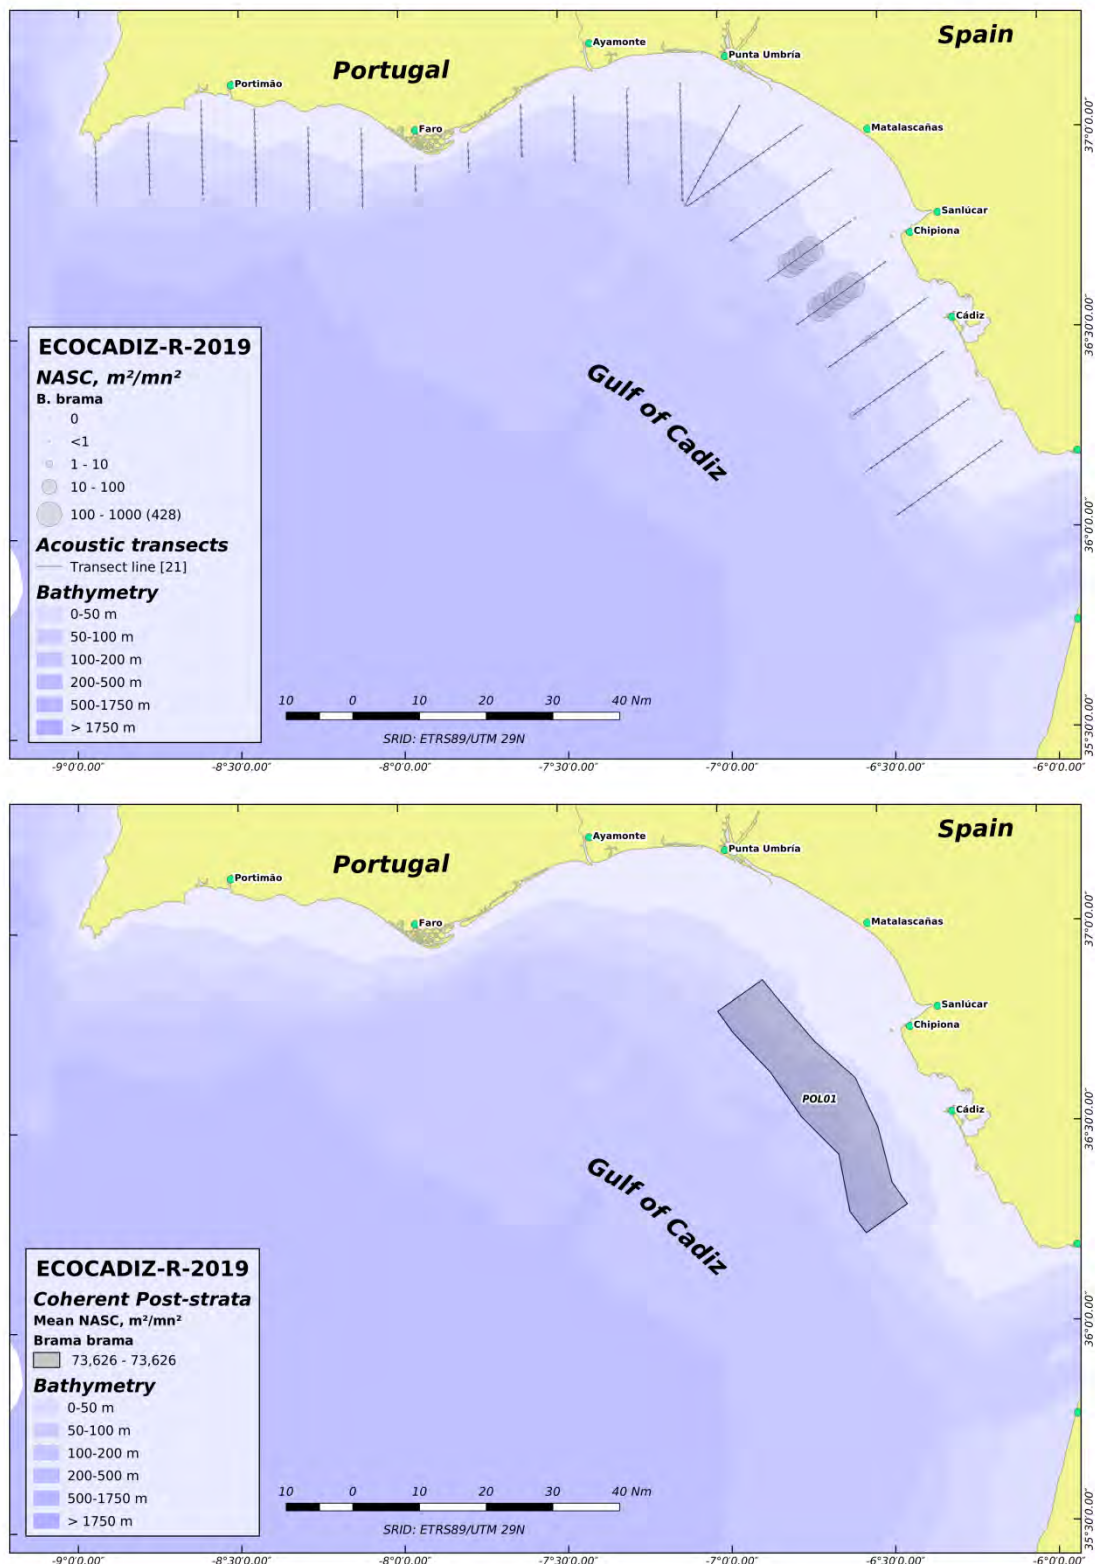 Spain
Portugal
Ayamonte
Punta Umbría
Portimão
Faro
Matalascañas
Sanlúcar
Chipiona
Cádiz
Gulf of Cadiz
37°0'0.00"
36°30'0.00"
36°0'0.00"
35°30'0.00"
ECOCADIZ-R-2019
NASC, m²/mn²
B. brama
0
<1
1 - 10
10 - 100
100 - 1000 (428)
Acoustic transects
Transect line [21]
Bathymetry
0-50 m
50-100 m
100-200 m
200-500 m
500-1750 m
> 1750 m
10 0 10 20 30 40 Nm
SRID: ETRS89/UTM 29N
-9°0'0.00" -8°30'0.00" -8°0'0.00" -7°30'0.00" -7°0'0.00" -6°30'0.00" -6°0'0.00"
Spain
Portugal
Ayamonte
Punta Umbría
Portimão
Faro
Matalascañas
Sanlúcar
Chipiona
POL01
Cádiz
Gulf of Cadiz
37°0'0.00"
36°30'0.00"
36°0'0.00"
35°30'0.00"
ECOCADIZ-R-2019
Coherent Post-strata
Mean NASC, m²/mn²
Brama brama
73,626 - 73,626
Bathymetry
0-50 m
50-100 m
100-200 m
200-500 m
500-1750 m
> 1750 m
10 0 10 20 30 40 Nm
SRID: ETRS89/UTM 29N
-9°0'0.00" -8°30'0.00" -8°0'0.00" -7°30'0.00" -7°0'0.00" -6°30'0.00" -6°0'0.00"